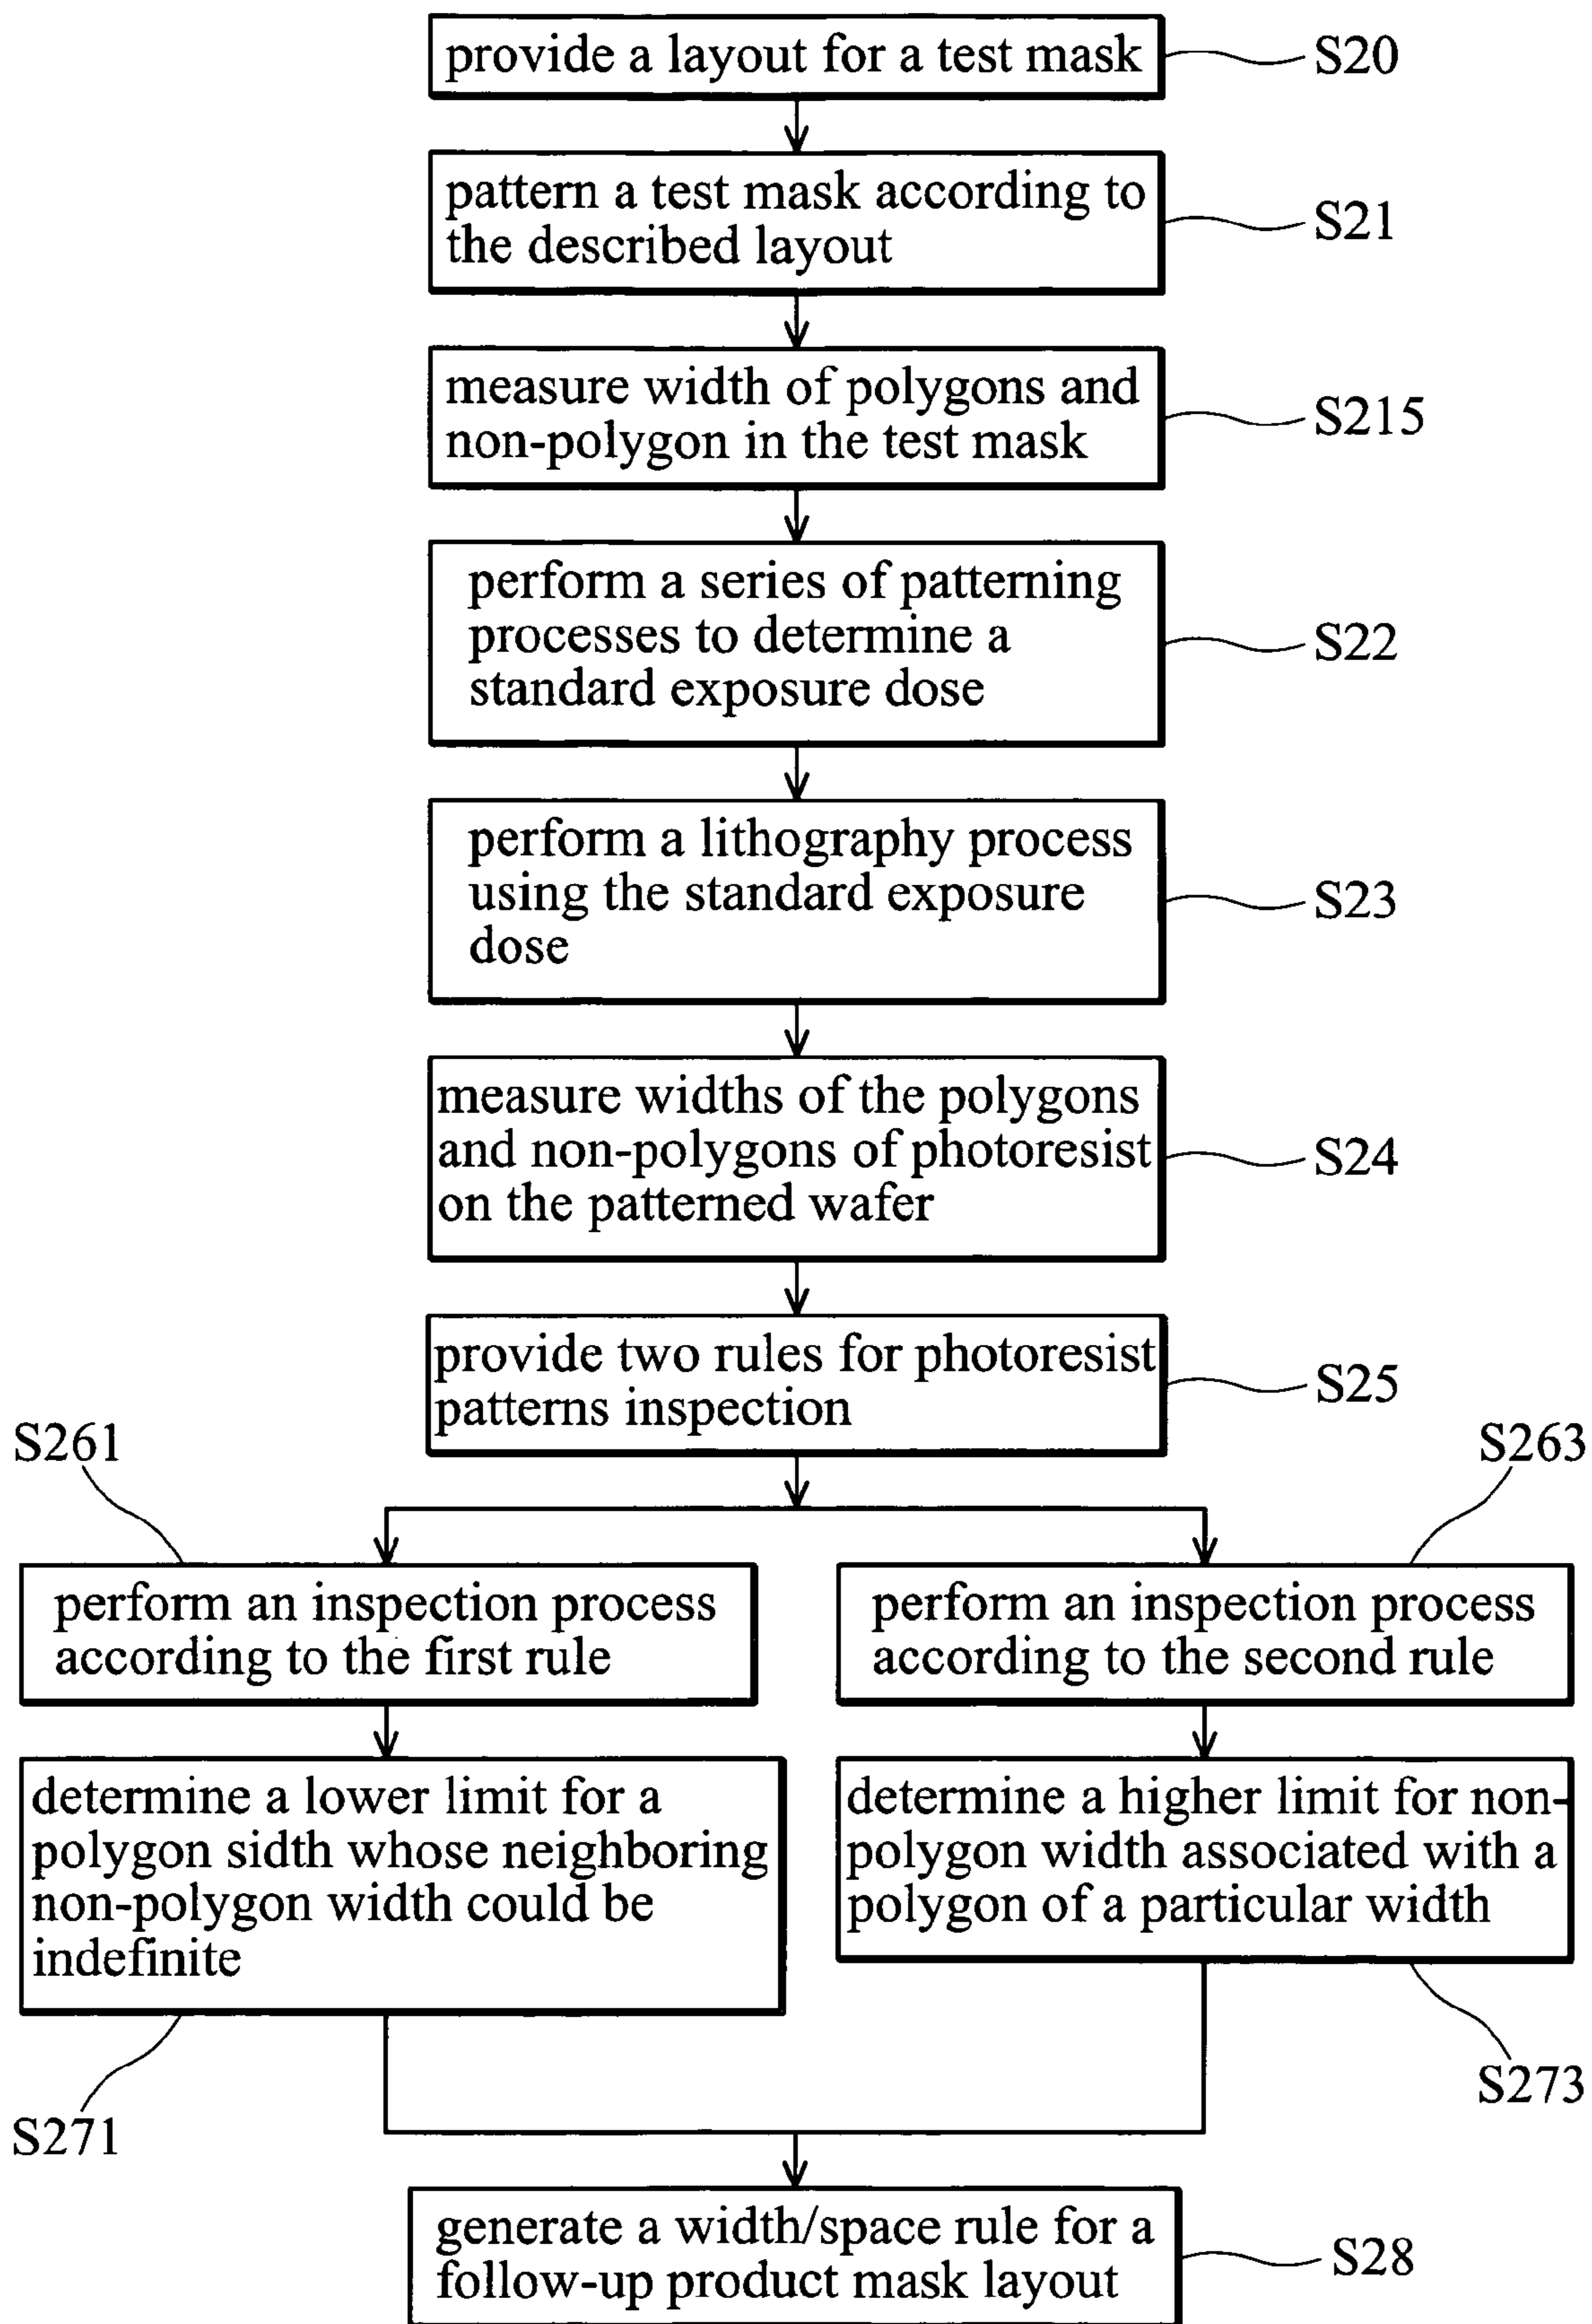 provide a layout for a test mask
S20
pattern a test mask according to
the described layout
S21
measure width of polygons and
non-polygon in the test mask
S215
perform a series of patterning
processes to determine a
standard exposure dose
S22
perform a lithography process
using the standard exposure
dose
S23
measure widths of the polygons
and non-polygons of photoresist
on the patterned wafer
S24
provide two rules for photoresist
patterns inspection
S25
S261
perform an inspection process
according to the first rule
S263
perform an inspection process
according to the second rule
determine a lower limit for a
polygon sidth whose neighboring
non-polygon width could be
indefinite
S271
determine a higher limit for non-
polygon width associated with a
polygon of a particular width
S273
generate a width/space rule for a
follow-up product mask layout
S28